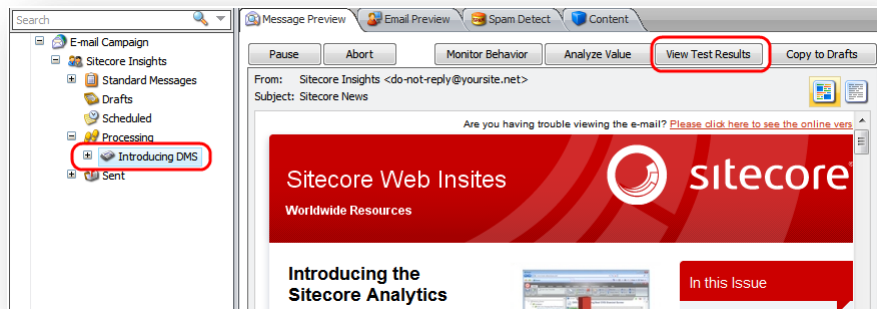 Search
E-mail Campaign
Sitecore Insights
Standard Messages
Drafts
Scheduled
Processing
Introducing DMS
Sent
Message Preview Email Preview Spam Detect Content
Pause Abort Monitor Behavior Analyze Value View Test Results Copy to Drafts
From: Sitecore Insights <do-not-reply@yoursite.net>
Subject: Sitecore News
Are you having trouble viewing the e-mail? Please click here to see the online vers
Sitecore Web Insites
Worldwide Resources
sitecore
Introducing the
Sitecore Analytics
In this Issue